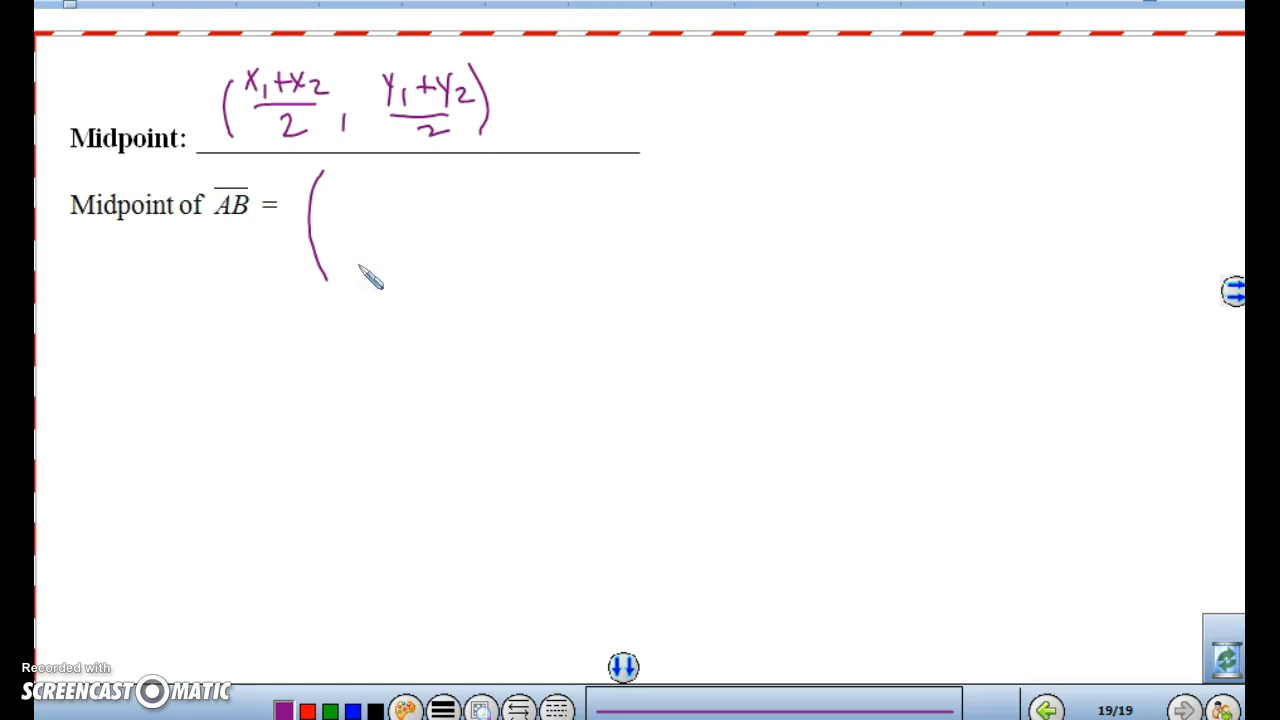 Midpoint: (x₁+x₂/2, y₁+y₂/2)
Midpoint of AB = (
19/19
Recorded with
SCREENCAST-O-MATIC